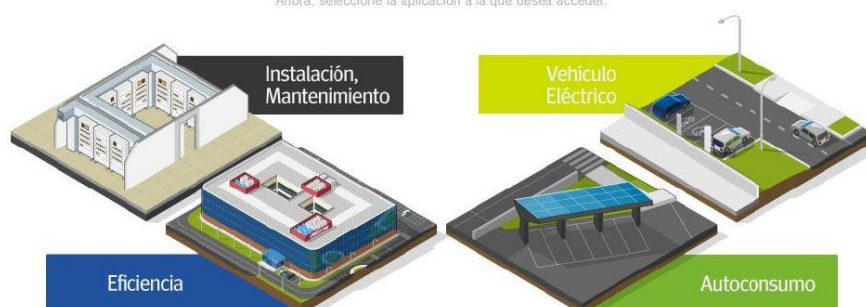 Ahora, seleccione la aplicación a la que desea acceder.
Instalación,
Mantenimiento
Vehículo
Eléctrico
Eficiencia
Autoconsumo